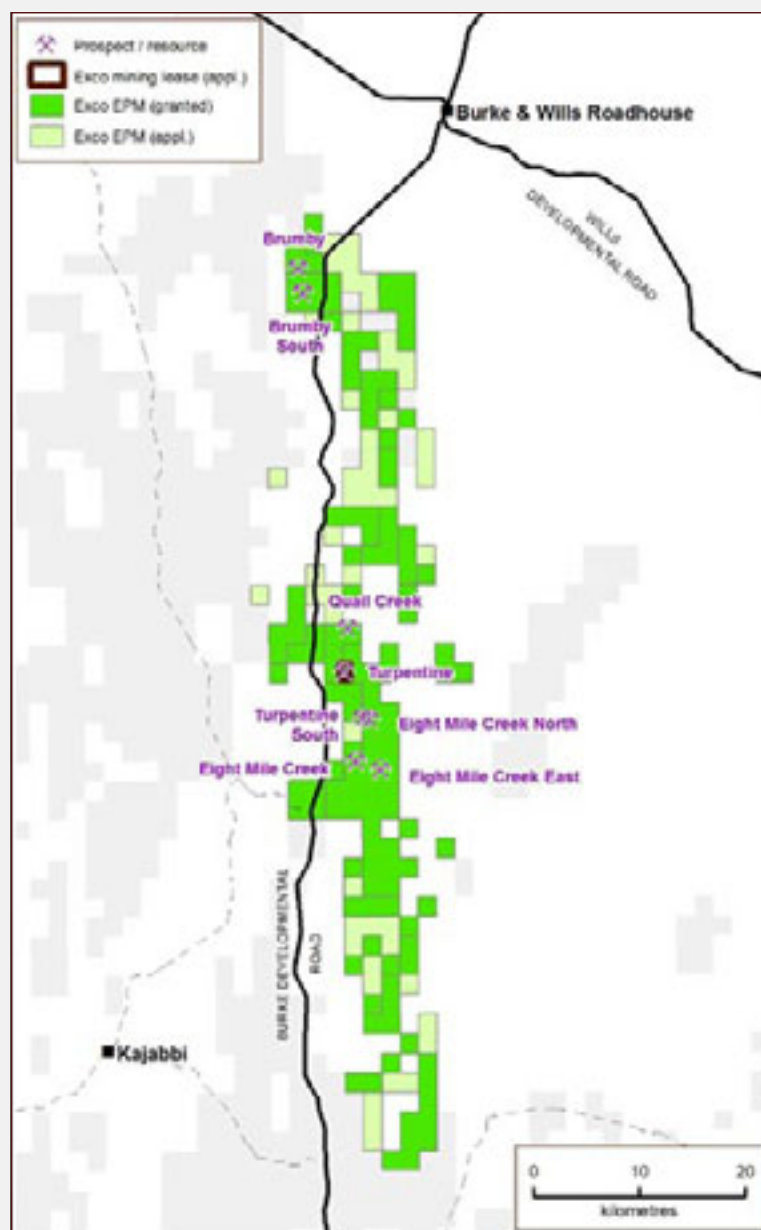 Prospect / resource
Exco mining lease (appl.)
Exco EPM (granted)
Exco EPM (appl.)
Burke & Wills Roadhouse
WILLS
DEVELOPMENTAL ROAD
Brumby
Brumby
South
Quail Creek
Turpentine
Turpentine
South
Eight Mile Creek North
Eight Mile Creek
Eight Mile Creek East
BURKE DEVELOPMENTAL
ROAD
Kajabbi
0 10 20
kilometres